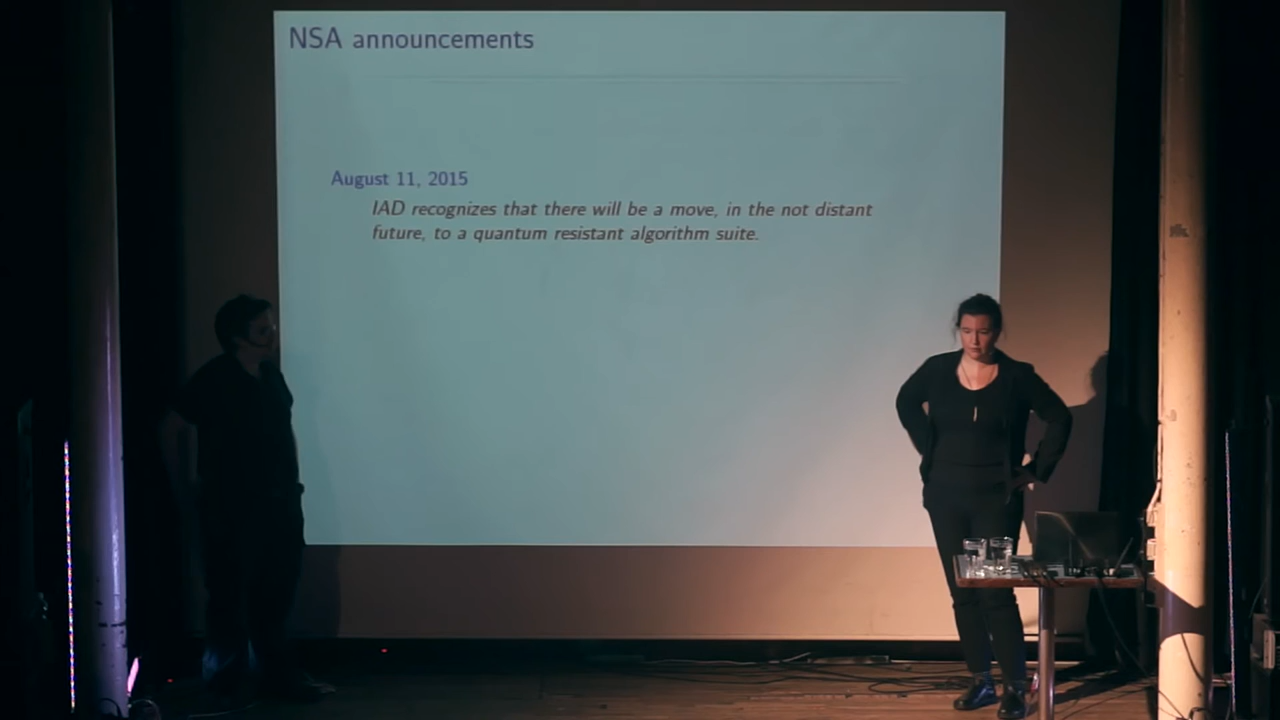 NSA announcements
August 11, 2015
IAD recognizes that there will be a move, in the not distant
future, to a quantum resistant algorithm suite.